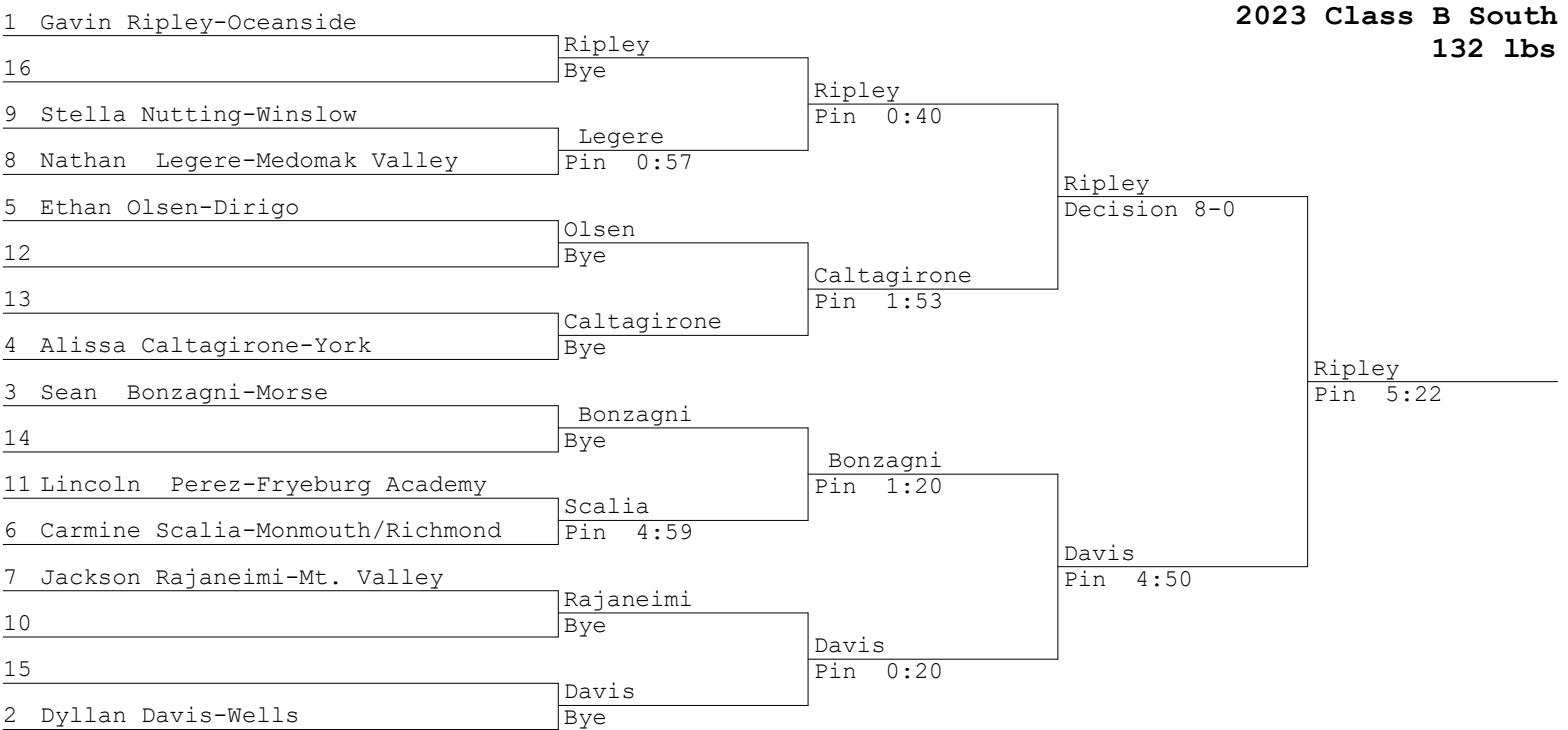 2023 Class B South
132 lbs
1 Gavin Ripley-Oceanside
Ripley
16
Bye
Ripley
9 Stella Nutting-Winslow
Pin 0:40
Legere
8 Nathan Legere-Medomak Valley
Pin 0:57
Ripley
5 Ethan Olsen-Dirigo
Decision 8-0
Olsen
12
Bye
Caltagirone
13
Pin 1:53
Caltagirone
4 Alissa Caltagirone-York
Bye
Ripley
3 Sean Bonzagni-Morse
Pin 5:22
Bonzagni
14
Bye
Bonzagni
11 Lincoln Perez-Fryeburg Academy
Pin 1:20
Scalia
6 Carmine Scalia-Monmouth/Richmond
Pin 4:59
Davis
7 Jackson Rajaneimi-Mt. Valley
Pin 4:50
Rajaneimi
10
Bye
Davis
15
Pin 0:20
Davis
2 Dyllan Davis-Wells
Bye